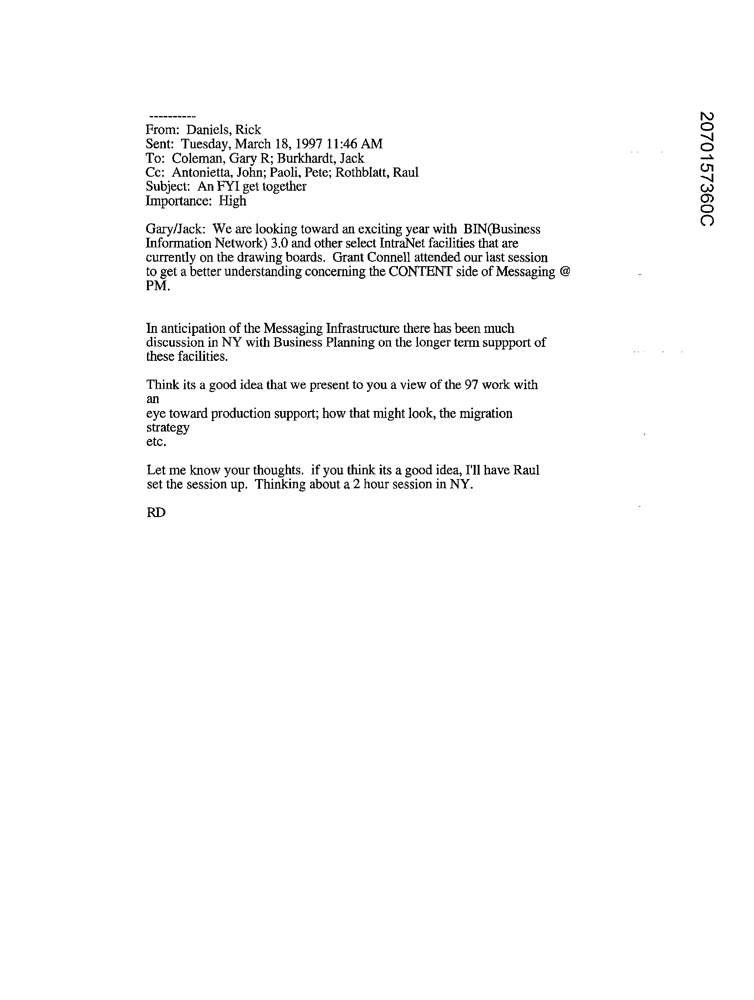 ----------
From: Daniels, Rick
Sent: Tuesday, March 18, 1997 11:46 AM
To: Coleman, Gary R; Burkhardt, Jack
Cc: Antonietta, John; Paoli, Pete; Rothblatt, Raul
Subject: An FYI get together
Importance: High
Gary/Jack: We are looking toward an exciting year with BIN(Business
Information Network) 3.0 and other select IntraNet facilities that are
currently on the drawing boards. Grant Connell attended our last session
to get a better understanding concerning the CONTENT side of Messaging @
PM.
In anticipation of the Messaging Infrastructure there has been much
discussion in NY with Business Planning on the longer term suppport of
these facilities.
Think its a good idea that we present to you a view of the 97 work with
an
eye toward production support; how that might look, the migration
strategy
etc.
Let me know your thoughts. if you think its a good idea, I'll have Raul
set the session up. Thinking about a 2 hour session in NY.
RD
2070157360C